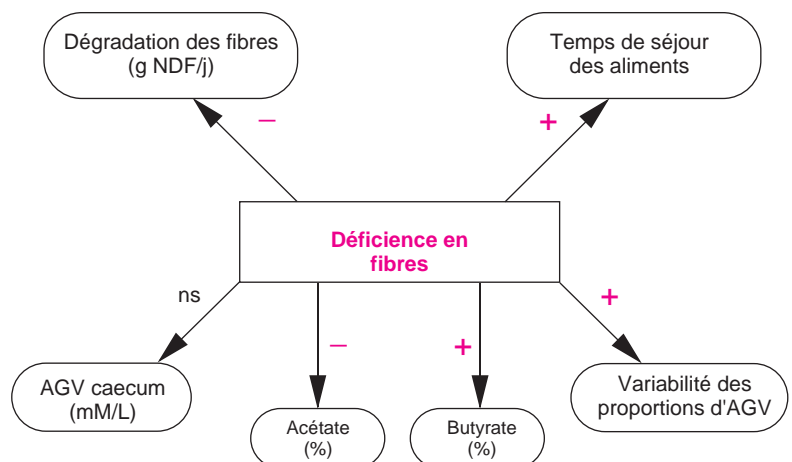 Dégradation des fibres
(g NDF/j)
Temps de séjour
des aliments
–
+
Déficience en
fibres
ns
–
+
+
AGV caecum
(mM/L)
Acétate
(%)
Butyrate
(%)
Variabilité des
proportions d'AGV